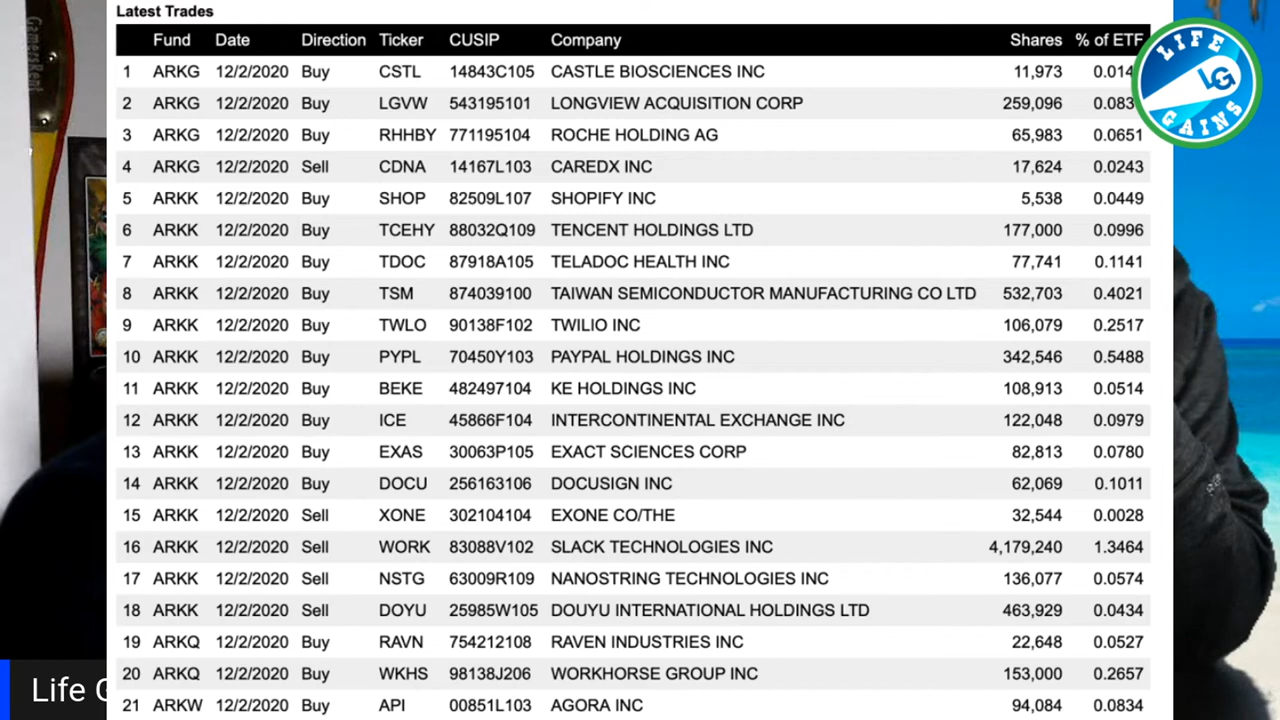 Latest Trades
Fund Date Direction Ticker CUSIP Company Shares % of ETF
1 ARKG 12/2/2020 Buy CSTL 14843C105 CASTLE BIOSCIENCES INC 11,973
2 ARKG 12/2/2020 Buy LGVW 543195101 LONGVIEW ACQUISITION CORP 259,096
3 ARKG 12/2/2020 Buy RHHBY 771195104 ROCHE HOLDING AG 65,983 0.0651
4 ARKG 12/2/2020 Sell CDNA 14167L103 CAREDX INC 17,624 0.0243
5 ARKK 12/2/2020 Buy SHOP 82509L107 SHOPIFY INC 5,538 0.0449
6 ARKK 12/2/2020 Buy TCEHY 88032Q109 TENCENT HOLDINGS LTD 177,000 0.0996
7 ARKK 12/2/2020 Buy TDOC 87918A105 TELADOC HEALTH INC 77,741 0.1141
8 ARKK 12/2/2020 Buy TSM 874039100 TAIWAN SEMICONDUCTOR MANUFACTURING CO LTD 532,703 0.4021
9 ARKK 12/2/2020 Buy TWLO 90138F102 TWILIO INC 106,079 0.2517
10 ARKK 12/2/2020 Buy PYPL 70450Y103 PAYPAL HOLDINGS INC 342,546 0.5488
11 ARKK 12/2/2020 Buy BEKE 482497104 KE HOLDINGS INC 108,913 0.0514
12 ARKK 12/2/2020 Buy ICE 45866F104 INTERCONTINENTAL EXCHANGE INC 122,048 0.0979
13 ARKK 12/2/2020 Buy EXAS 30063P105 EXACT SCIENCES CORP 82,813 0.0780
14 ARKK 12/2/2020 Buy DOCU 256163106 DOCUSIGN INC 62,069 0.1011
15 ARKK 12/2/2020 Sell XONE 302104104 EXONE CO/THE 32,544 0.0028
16 ARKK 12/2/2020 Sell WORK 83088V102 SLACK TECHNOLOGIES INC 4,179,240 1.3464
17 ARKK 12/2/2020 Sell NSTG 63009R109 NANOSTRING TECHNOLOGIES INC 136,077 0.0574
18 ARKK 12/2/2020 Sell DOYU 25985W105 DOUYU INTERNATIONAL HOLDINGS LTD 463,929 0.0434
19 ARKQ 12/2/2020 Buy RAVN 754212108 RAVEN INDUSTRIES INC 22,648 0.0527
20 ARKQ 12/2/2020 Buy WKHS 98138J206 WORKHORSE GROUP INC 153,000 0.2657
21 ARKW 12/2/2020 Buy API 00851L103 AGORA INC 94,084 0.0834
LIFE
LG
GAINS
GamersRent
Life